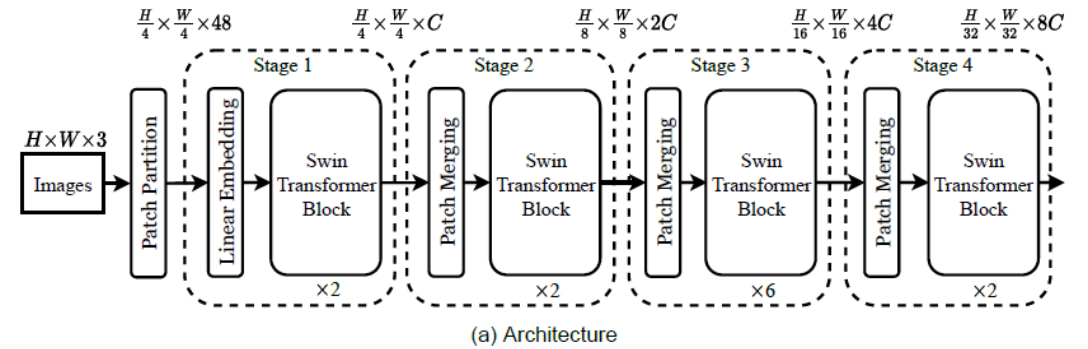 H/4 × W/4 × 48
H/4 × W/4 × C
H/8 × W/8 × 2C
H/16 × W/16 × 4C
H/32 × W/32 × 8C
Stage 1
Stage 2
Stage 3
Stage 4
H×W×3
Images
Patch Partition
Linear Embedding
Swin
Transformer
Block
×2
Patch Merging
Swin
Transformer
Block
×2
Patch Merging
Swin
Transformer
Block
×6
Patch Merging
Swin
Transformer
Block
×2
(a) Architecture